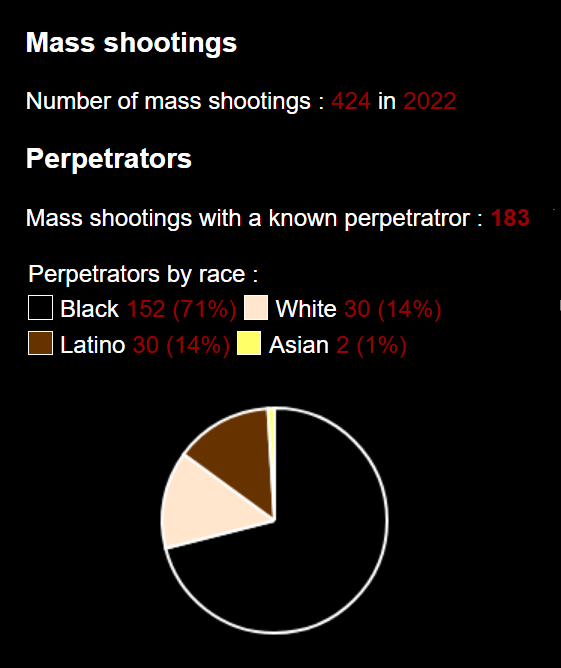 Mass shootings
Number of mass shootings : 424 in 2022
Perpetrators
Mass shootings with a known perpetratror : 183
Perpetrators by race :
Black 152 (71%) White 30 (14%)
Latino 30 (14%) Asian 2 (1%)